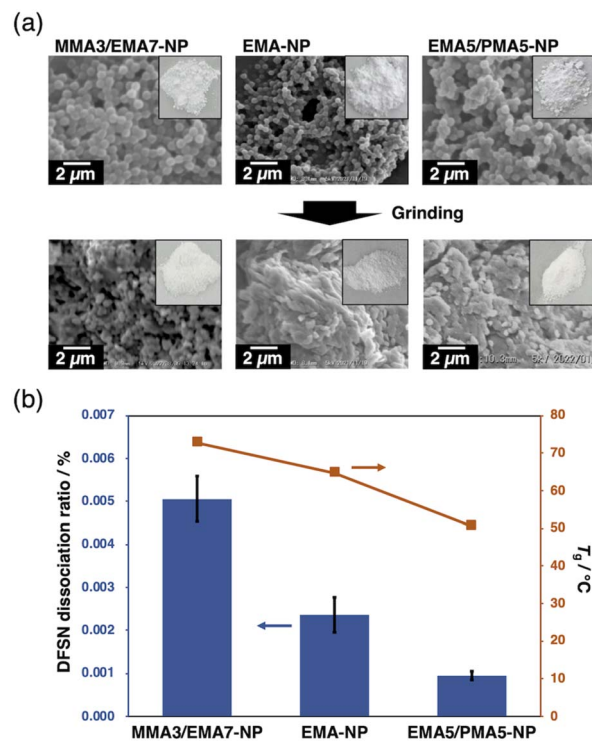 (a)
MMA3/EMA7-NP EMA-NP EMA5/PMA5-NP
2 µm 2 µm 2 µm
Grinding
2 µm 2 µm 2 µm
(b)
0.007 80
0.006 70
0.005 60
0.004 50
0.003 40
0.002 30
0.001 20
0.000 10
0
DFSN dissociation ratio / %
Tg / °C
MMA3/EMA7-NP EMA-NP EMA5/PMA5-NP